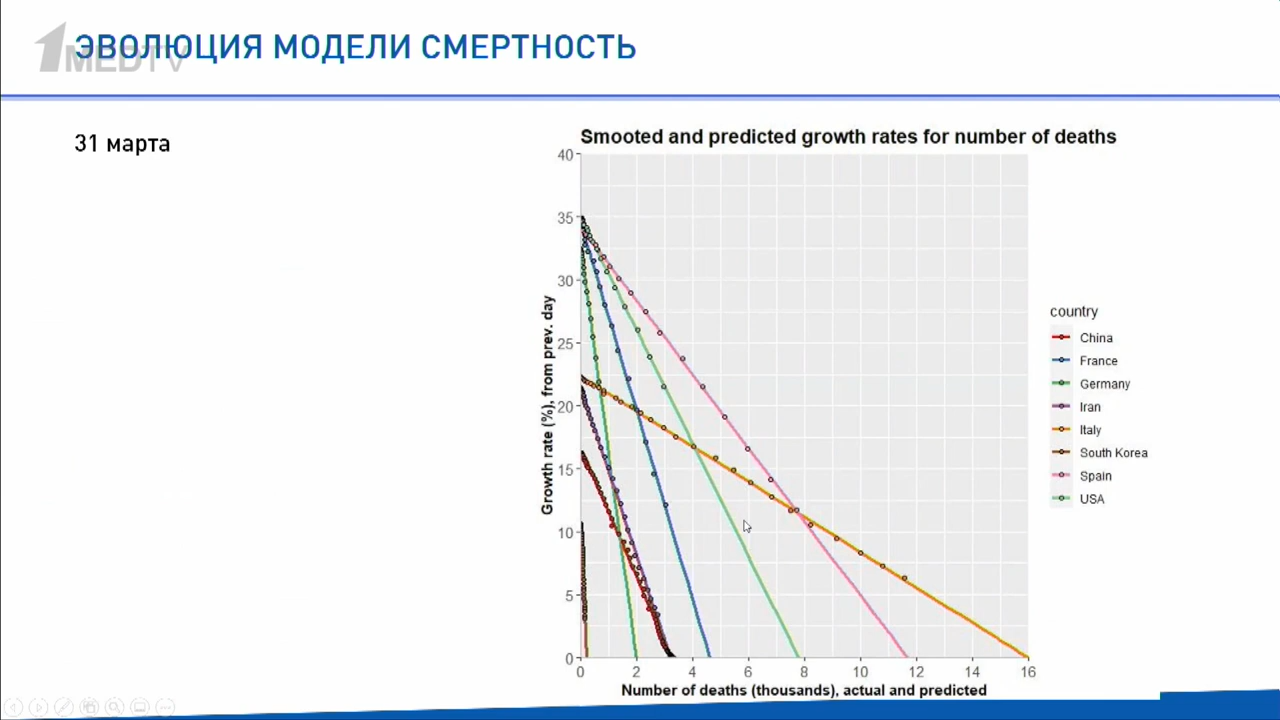 ЭВОЛЮЦИЯ МОДЕЛИ СМЕРТНОСТЬ
1MEDTV
31 марта
Smooted and predicted growth rates for number of deaths
40
35
30
25
20
15
10
5
0
Growth rate (%), from prev. day
0 2 4 6 8 10 12 14 16
Number of deaths (thousands), actual and predicted
country
China
France
Germany
Iran
Italy
South Korea
Spain
USA